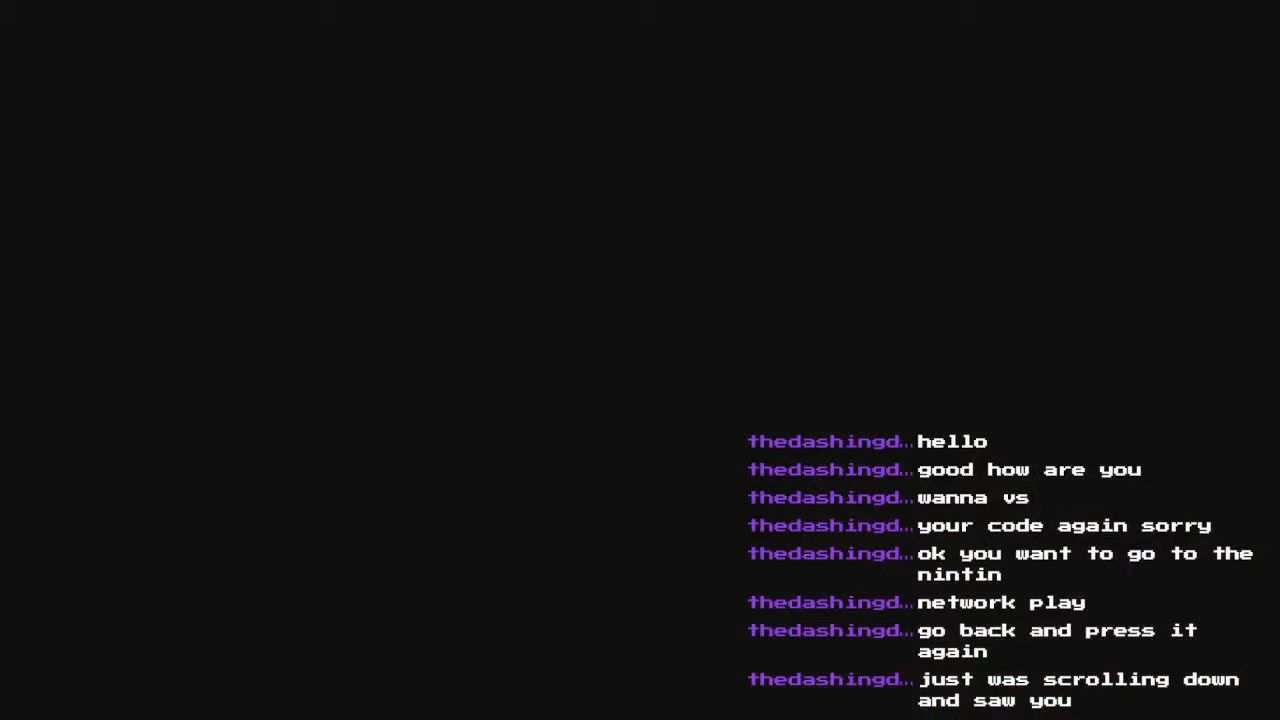 thedashingd...hello
thedashingd...good how are you
thedashingd...wanna vs
thedashingd...your code again sorry
thedashingd...ok you want to go to the
nintin
thedashingd...network play
thedashingd...go back and press it
again
thedashingd...just was scrolling down
and saw you